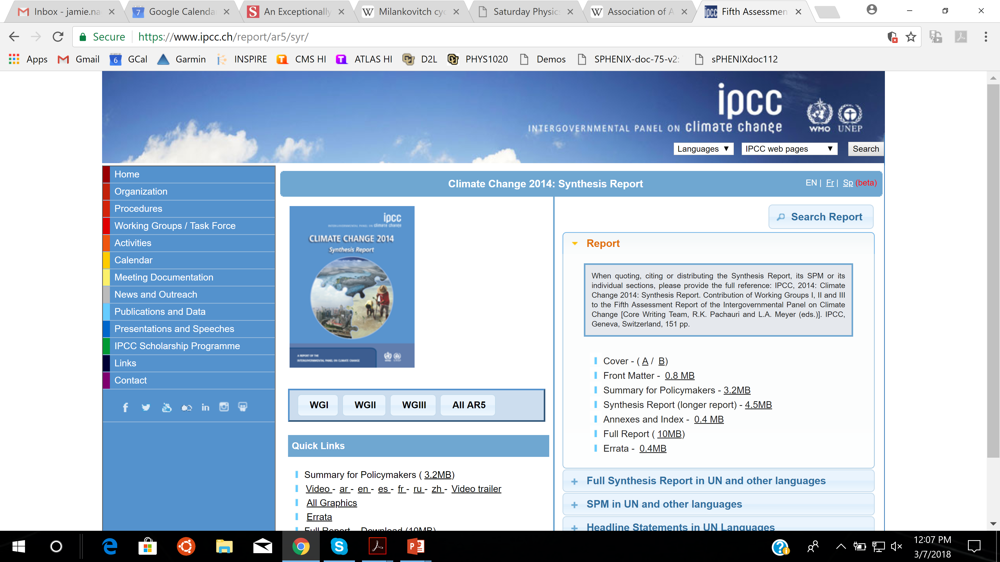 Inbox - jamie.na
Google Calenda
An Exceptionally
Milankovitch cyc
Saturday Physics
Association of A
Fifth Assessmen
Secure
https://www.ipcc.ch/report/ar5/syr/
Apps
Gmail
6
GCal
Garmin
INSPIRE
CMS HI
ATLAS HI
D2L
PHYS1020
Demos
SPHENIX-doc-75-v2:
sPHENIXdoc112
ipcc
INTERGOVERNMENTAL PANEL ON climate change
WMO
UNEP
Languages
IPCC web pages
Search
Home
Organization
Procedures
Working Groups / Task Force
Activities
Calendar
Meeting Documentation
News and Outreach
Publications and Data
Presentations and Speeches
IPCC Scholarship Programme
Links
Contact
Climate Change 2014: Synthesis Report
EN | Fr | Sp (beta)
ipcc
INTERGOVERNMENTAL PANEL ON climate change
CLIMATE CHANGE 2014
Synthesis Report
A REPORT OF THE
INTERGOVERNMENTAL PANEL ON CLIMATE CHANGE
WGI
WGII
WGIII
All AR5
Quick Links
Summary for Policymakers ( 3.2MB)
Video - ar - en - es - fr - ru - zh - Video trailer
All Graphics
Errata
Full Report - Download (10MB)
Search Report
Report
When quoting, citing or distributing the Synthesis Report, its SPM or its
individual sections, please provide the full reference: IPCC, 2014: Climate
Change 2014: Synthesis Report. Contribution of Working Groups I, II and III
to the Fifth Assessment Report of the Intergovernmental Panel on Climate
Change [Core Writing Team, R.K. Pachauri and L.A. Meyer (eds.)]. IPCC,
Geneva, Switzerland, 151 pp.
Cover - ( A / B)
Front Matter - 0.8 MB
Summary for Policymakers - 3.2MB
Synthesis Report (longer report) - 4.5MB
Annexes and Index - 0.4 MB
Full Report ( 10MB)
Errata - 0.4MB
Full Synthesis Report in UN and other languages
SPM in UN and other languages
Headline Statements in UN Languages
12:07 PM
3/7/2018